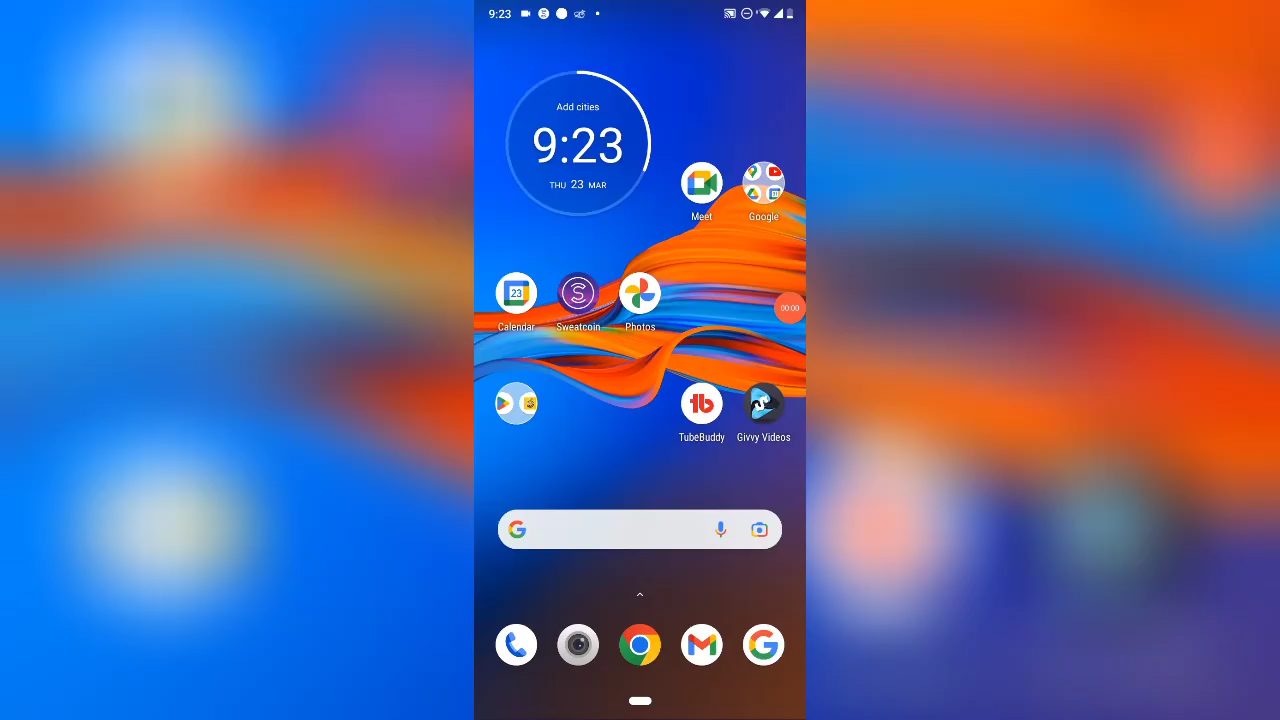 9:23
Add cities
9:23
THU 23 MAR
Meet
Google
23
Calendar
Sweatcoin
Photos
00:00
TubeBuddy
Givvy Videos